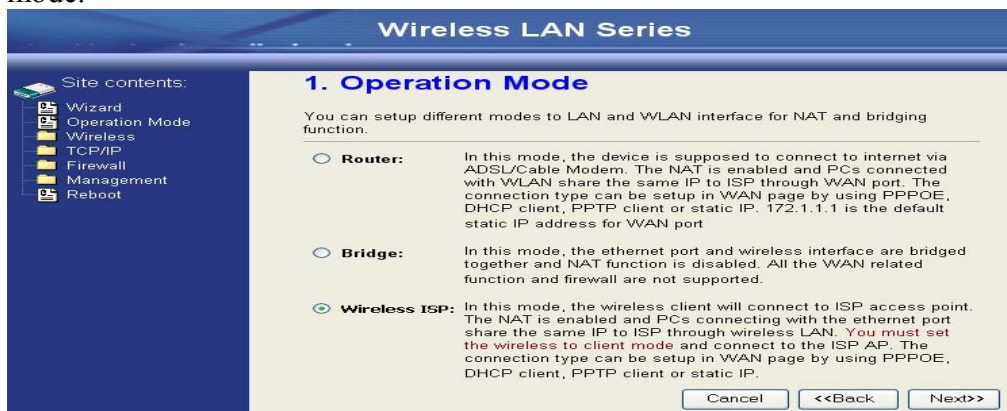 mode.
Wireless LAN Series
Site contents:
Wizard
Operation Mode
Wireless
TCP/IP
Firewall
Management
Reboot
1. Operation Mode
You can setup different modes to LAN and WLAN interface for NAT and bridging
function.
Router: In this mode, the device is supposed to connect to internet via
ADSL/Cable Modem. The NAT is enabled and PCs connected
with WLAN share the same IP to ISP through WAN port. The
connection type can be setup in WAN page by using PPPOE,
DHCP client, PPTP client or static IP. 172.1.1.1 is the default
static IP address for WAN port
Bridge: In this mode, the ethernet port and wireless interface are bridged
together and NAT function is disabled. All the WAN related
function and firewall are not supported.
Wireless ISP: In this mode, the wireless client will connect to ISP access point.
The NAT is enabled and PCs connecting with the ethernet port
share the same IP to ISP through wireless LAN. You must set
the wireless to client mode and connect to the ISP AP. The
connection type can be setup in WAN page by using PPPOE,
DHCP client, PPTP client or static IP.
Cancel <<Back Next>>